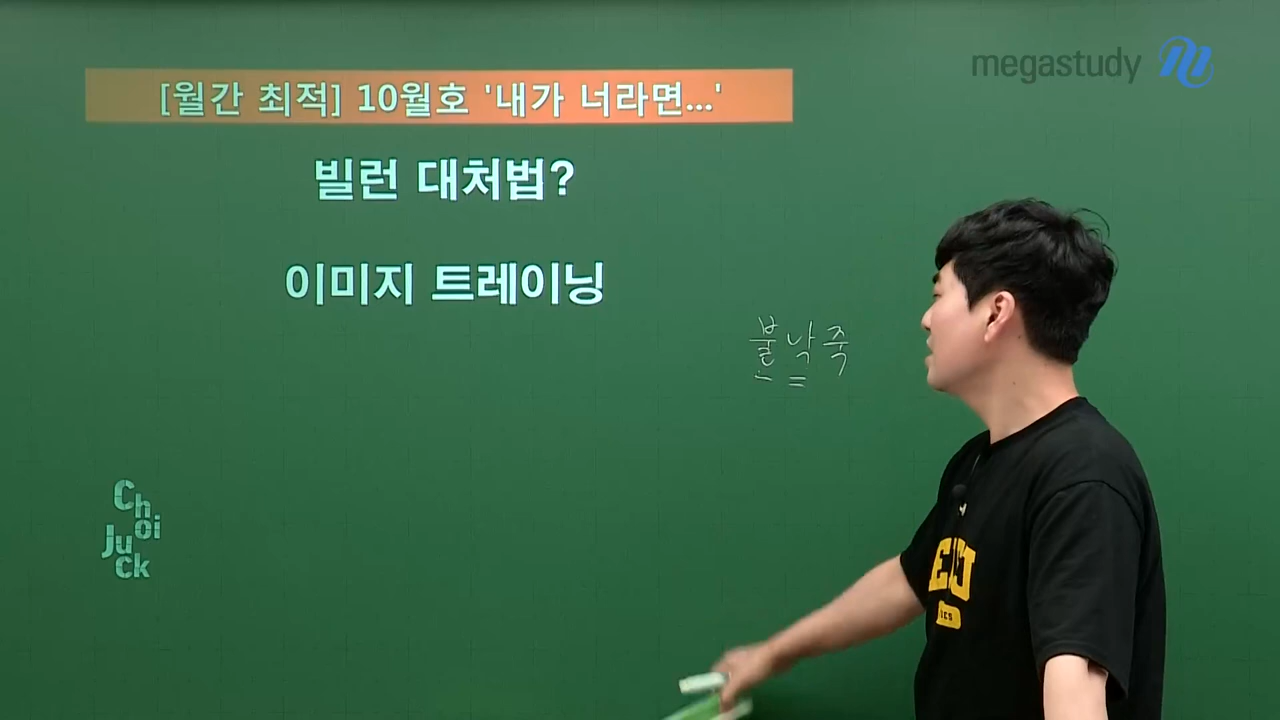 megastudy
[월간 최적] 10월호 '내가 너라면...'
빌런 대처법?
이미지 트레이닝
불낙죽
Choi
Juck